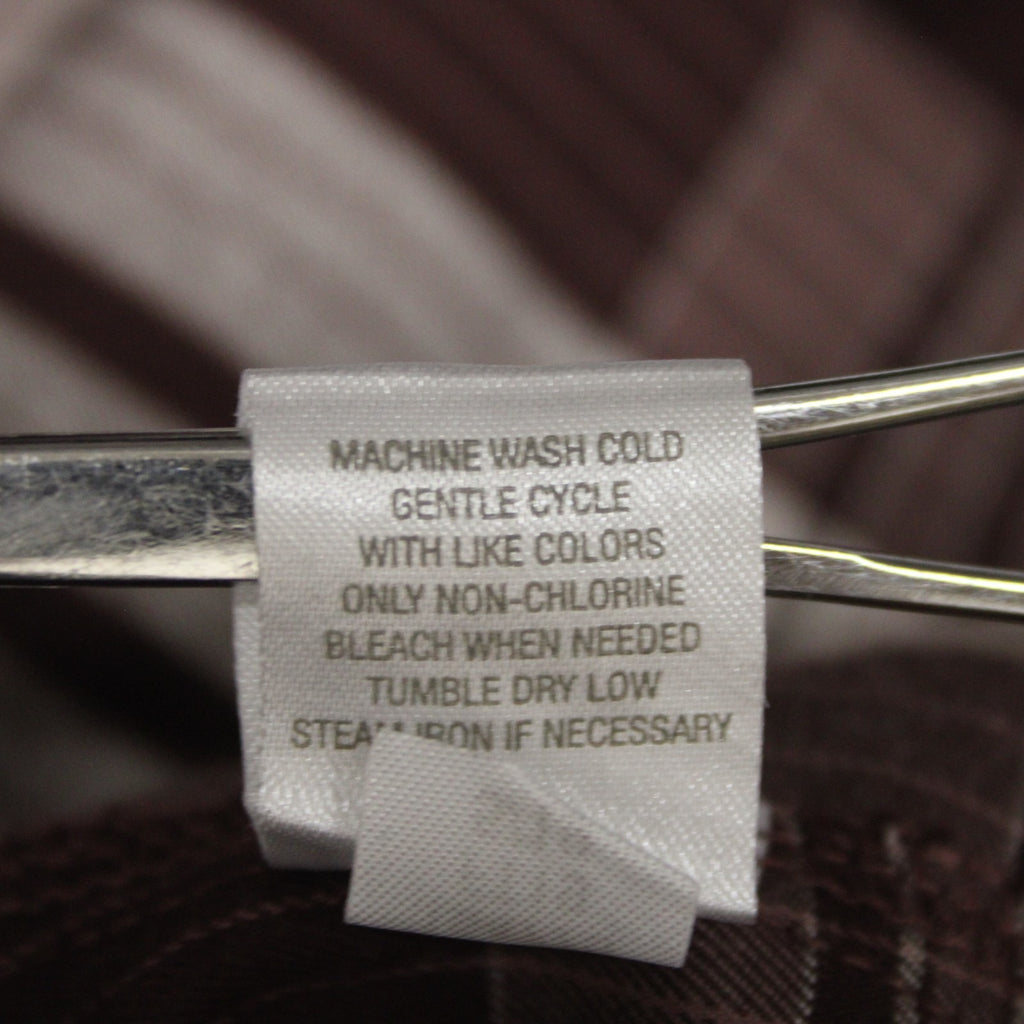 MACHINE WASH COLD
GENTLE CYCLE
WITH LIKE COLORS
ONLY NON-CHLORINE
BLEACH WHEN NEEDED
TUMBLE DRY LOW
STEAM IRON IF NECESSARY